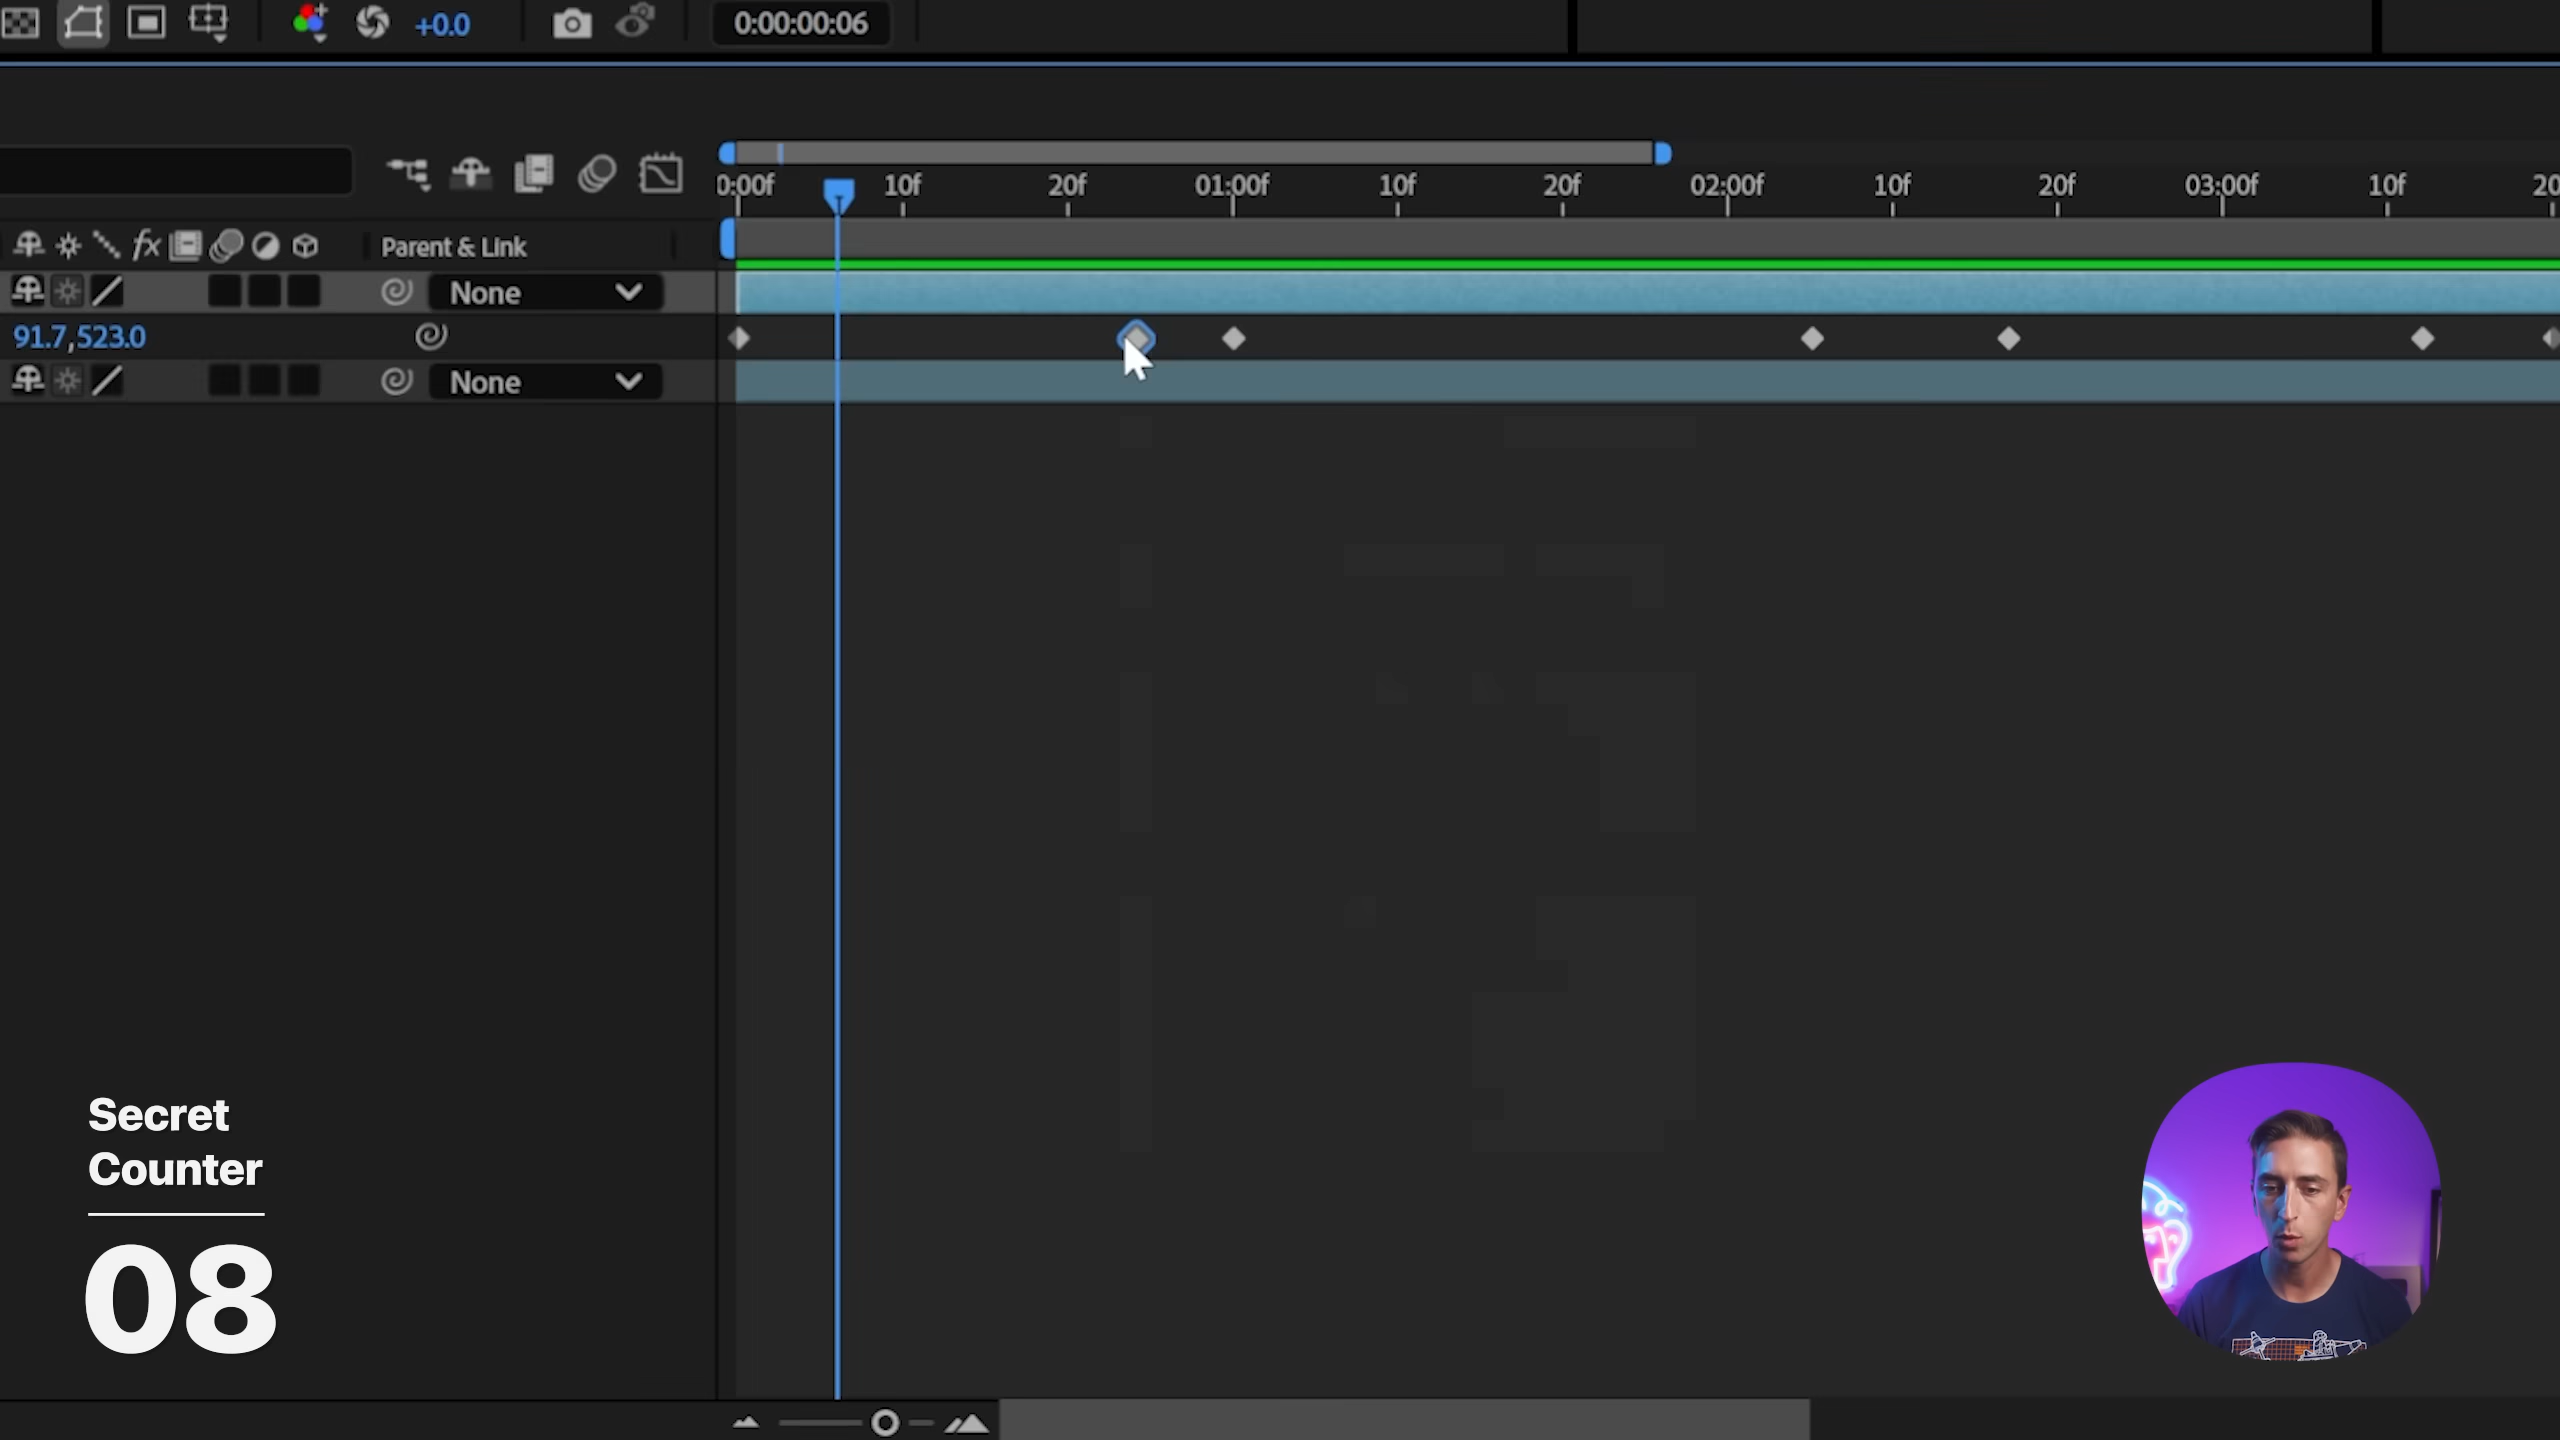 +0.0
0:00:00:06
0:00f 10f 20f 01:00f 10f 20f 02:00f 10f 20f 03:00f 10f 20
fx Parent & Link
None
91.7,523.0
None
Secret
Counter
08